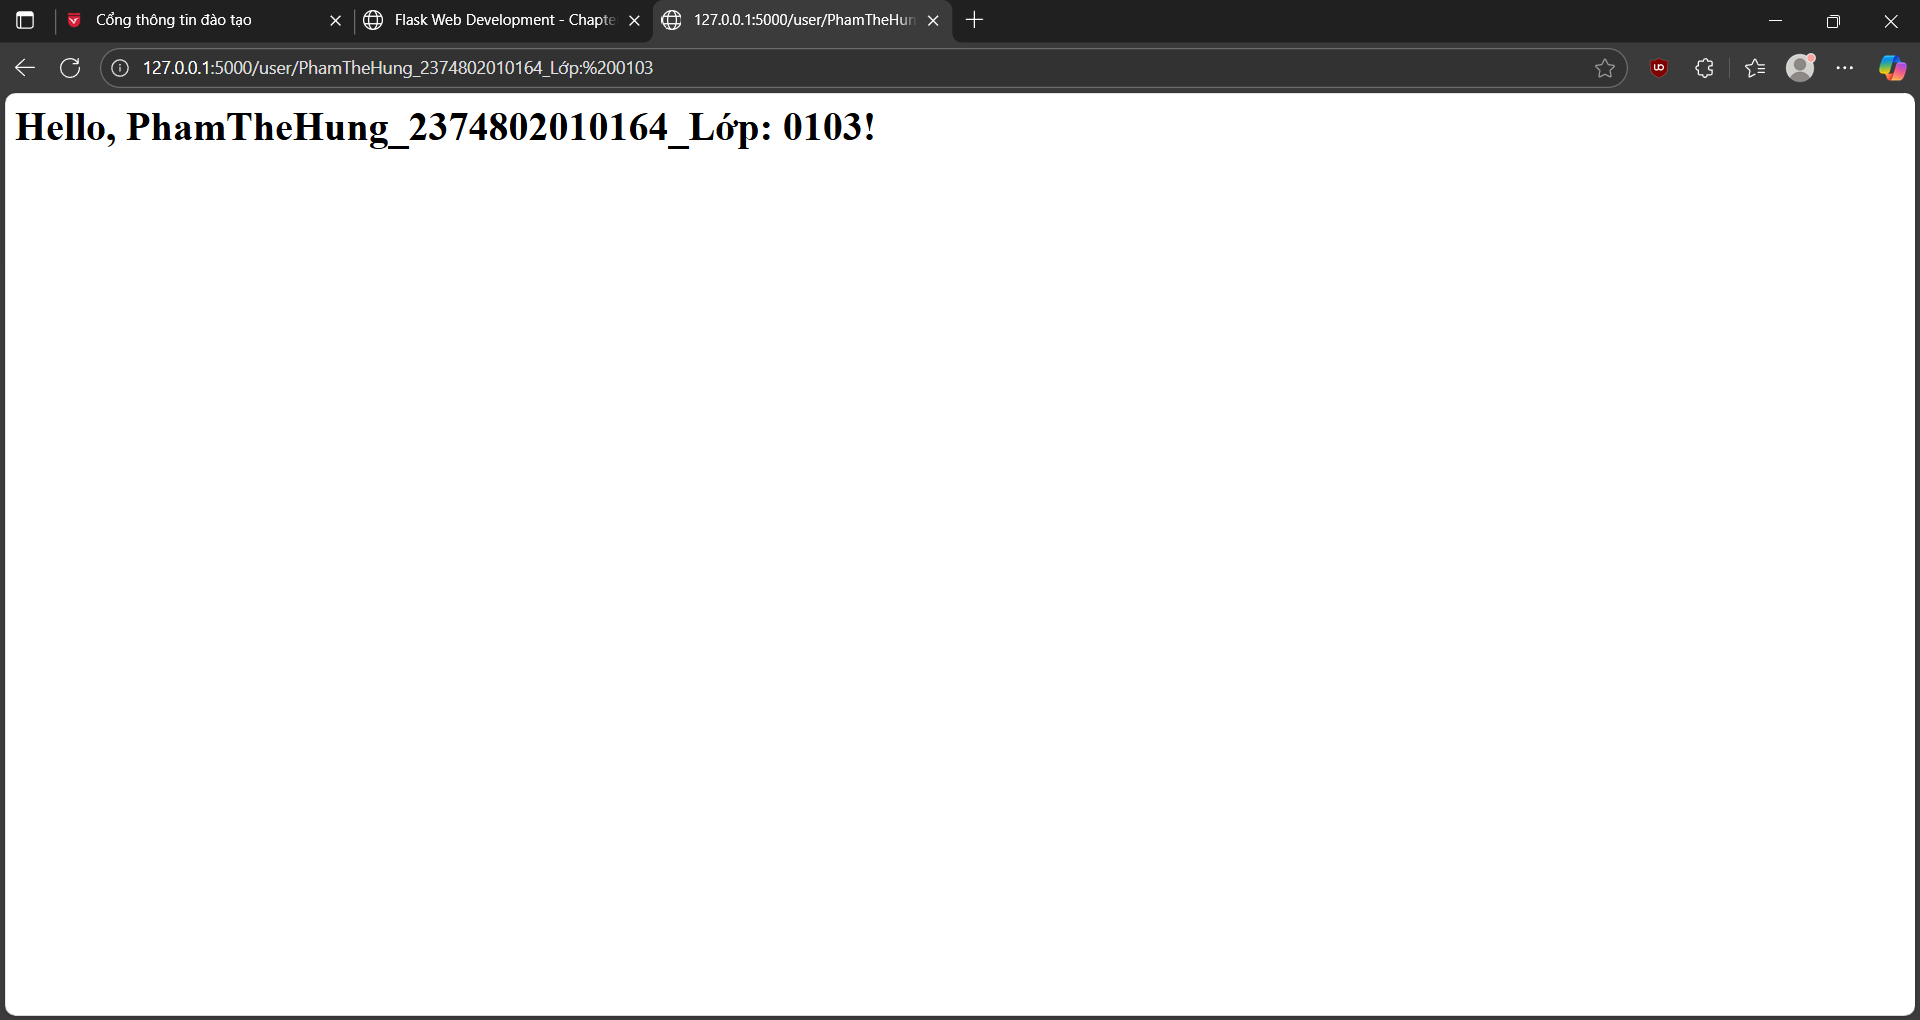 Cổng thông tin đào tạo
Flask Web Development - Chapte
127.0.0.1:5000/user/PhamTheHun
127.0.0.1:5000/user/PhamTheHung_2374802010164_Lớp:%200103
Hello, PhamTheHung_2374802010164_Lớp: 0103!